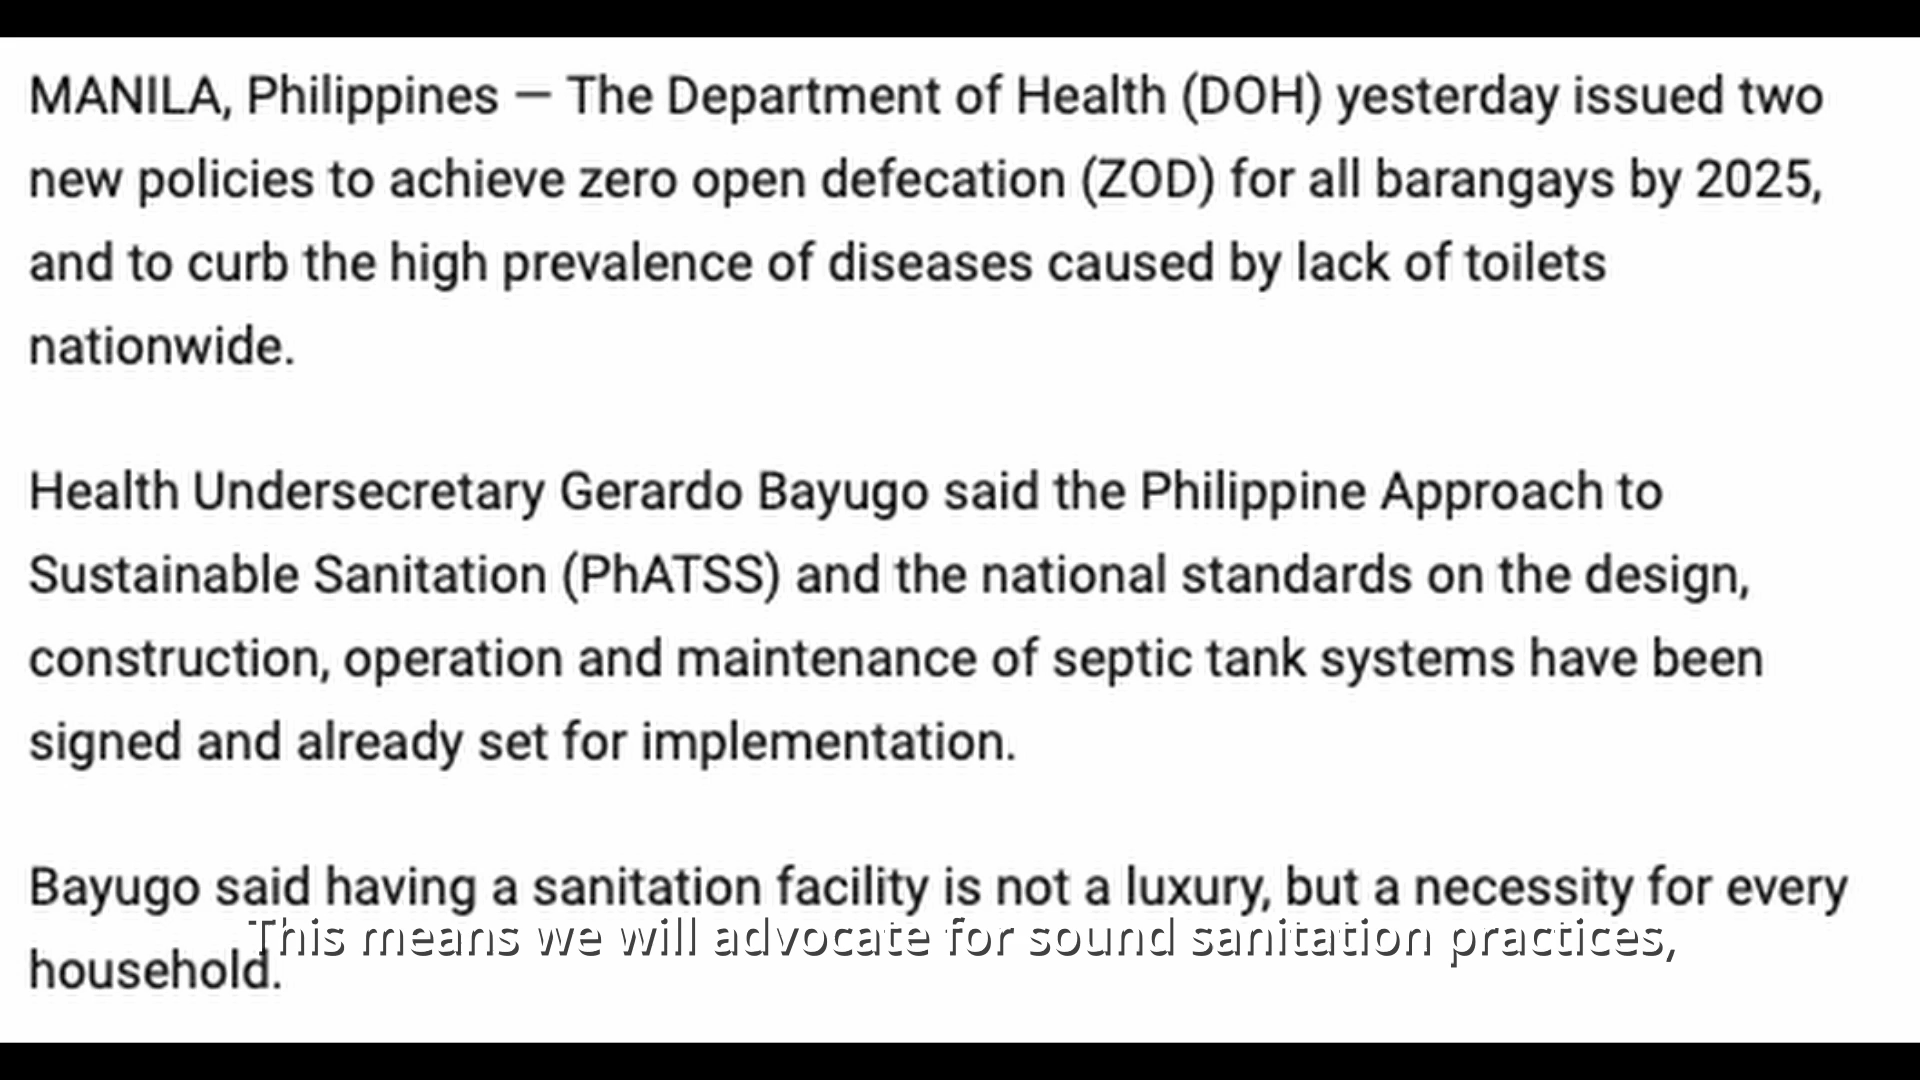 MANILA, Philippines — The Department of Health (DOH) yesterday issued two
new policies to achieve zero open defecation (ZOD) for all barangays by 2025,
and to curb the high prevalence of diseases caused by lack of toilets
nationwide.
Health Undersecretary Gerardo Bayugo said the Philippine Approach to
Sustainable Sanitation (PhATSS) and the national standards on the design,
construction, operation and maintenance of septic tank systems have been
signed and already set for implementation.
Bayugo said having a sanitation facility is not a luxury, but a necessity for every
household.
This means we will advocate for sound sanitation practices,